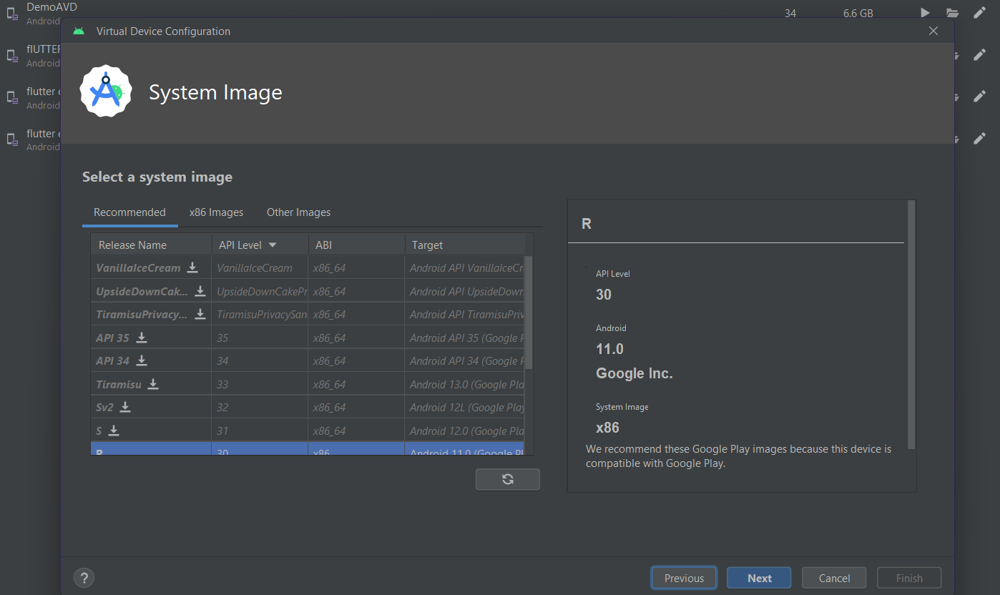 DemoAVD
Android
34
6.6 GB
Virtual Device Configuration
flUTTER
Android
flutter e
Android
flutter e
Android
System Image
Select a system image
Recommended x86 Images Other Images
Release Name API Level ABI Target
VanillaIceCream VanillaIceCream x86_64 Android API VanillaIceCr
UpsideDownCak... UpsideDownCakePr x86_64 Android API UpsideDown
TiramisuPrivacy... TiramisuPrivacySan x86_64 Android API TiramisuPriv
API 35 35 x86_64 Android API 35 (Google P
API 34 34 x86_64 Android API 34 (Google P
Tiramisu 33 x86_64 Android 13.0 (Google Pla
Sv2 32 x86_64 Android 12L (Google Play
S 31 x86_64 Android 12.0 (Google Pla
R 30 x86 Android 11.0 (Google Pl
R
API Level
30
Android
11.0
Google Inc.
System Image
x86
We recommend these Google Play images because this device is
compatible with Google Play.
?
Previous Next Cancel Finish